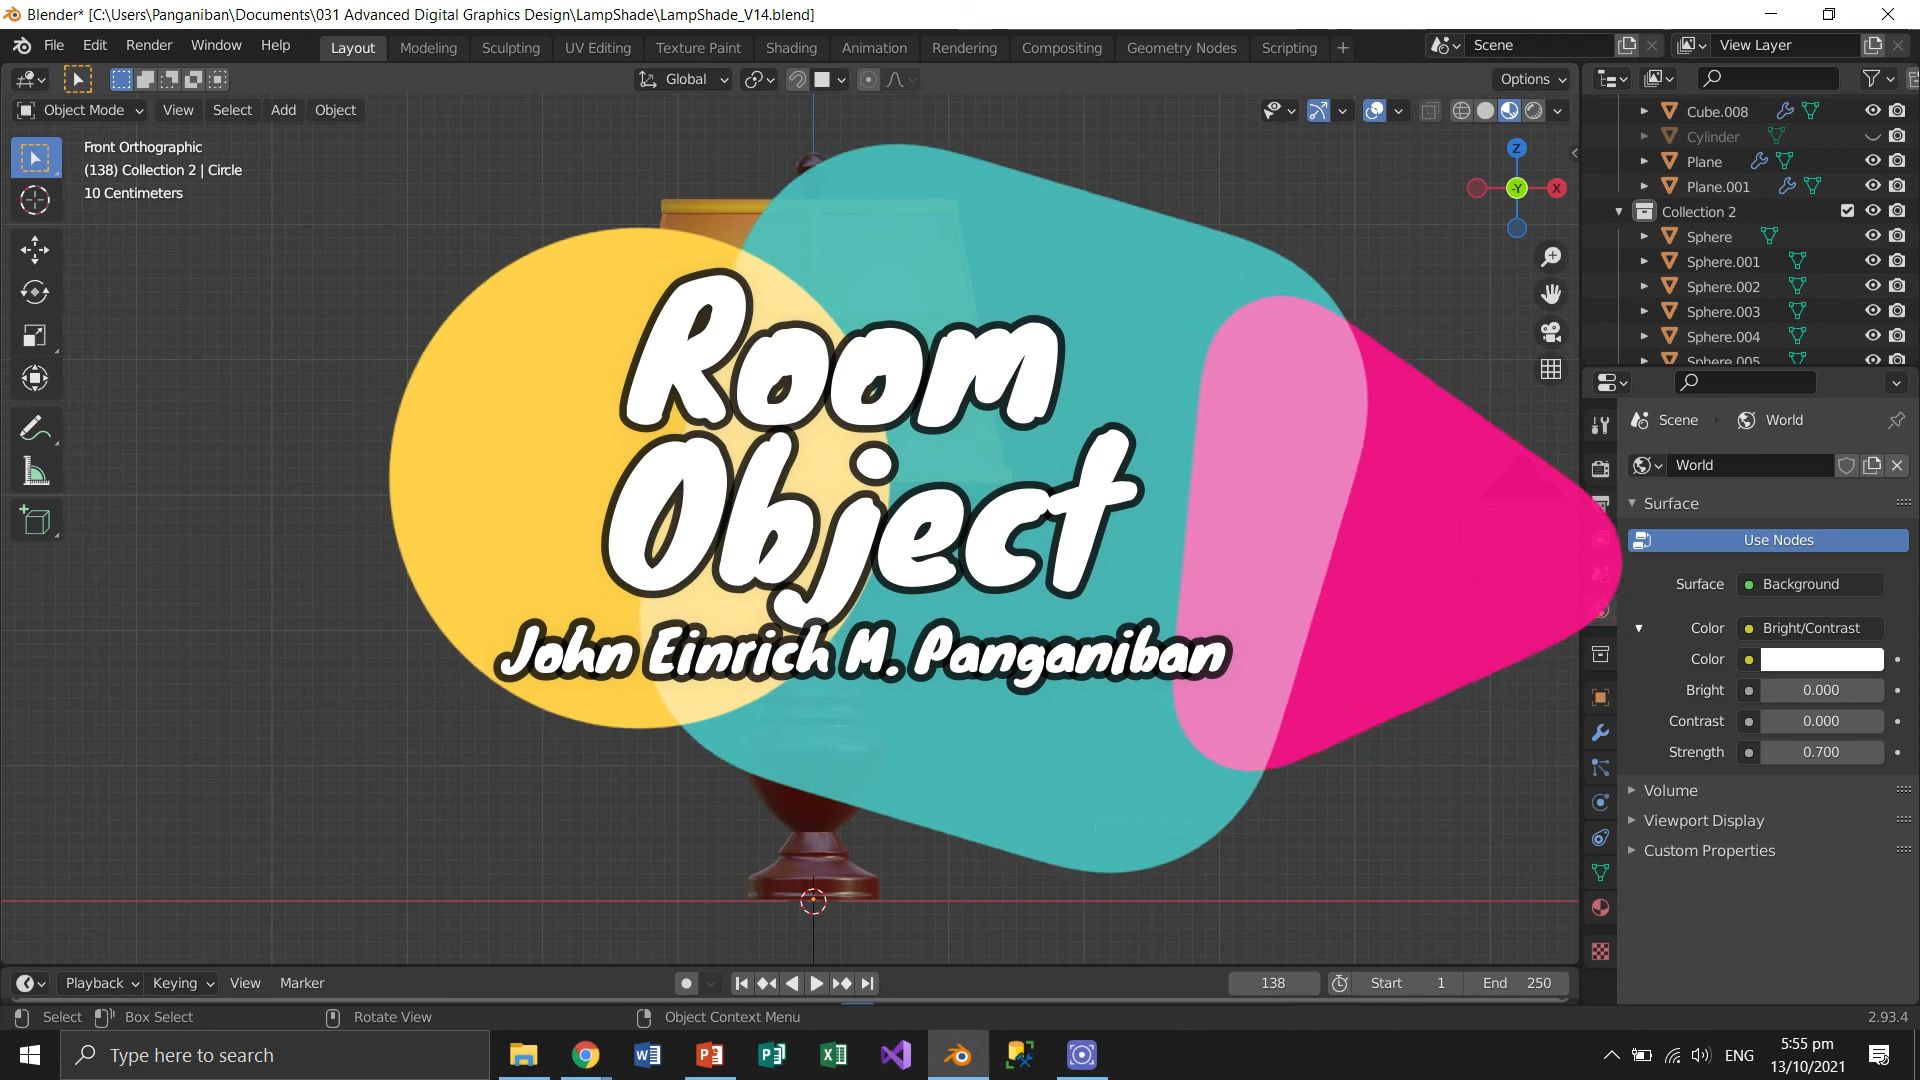 Blender* [C:\Users\Panganiban\Documents\031 Advanced Digital Graphics Design\LampShade\LampShade_V14.blend]
File Edit Render Window Help Layout Modeling Sculpting UV Editing Texture Paint Shading Animation Rendering Compositing Geometry Nodes Scripting + Scene View Layer
Global Options
Object Mode View Select Add Object
Front Orthographic
(138) Collection 2 | Circle
10 Centimeters
Z
-Y X
Cube.008
Cylinder
Plane
Plane.001
Collection 2
Sphere
Sphere.001
Sphere.002
Sphere.003
Sphere.004
Sphere.005
Room
Object
John Einrich M. Panganiban
Scene World
World
Surface
Use Nodes
Surface Background
Color Bright/Contrast
Color
Bright 0.000
Contrast 0.000
Strength 0.700
Volume
Viewport Display
Custom Properties
Playback Keying View Marker 138 Start 1 End 250
Select Box Select Rotate View Object Context Menu 2.93.4
Type here to search ENG 5:55 pm
13/10/2021